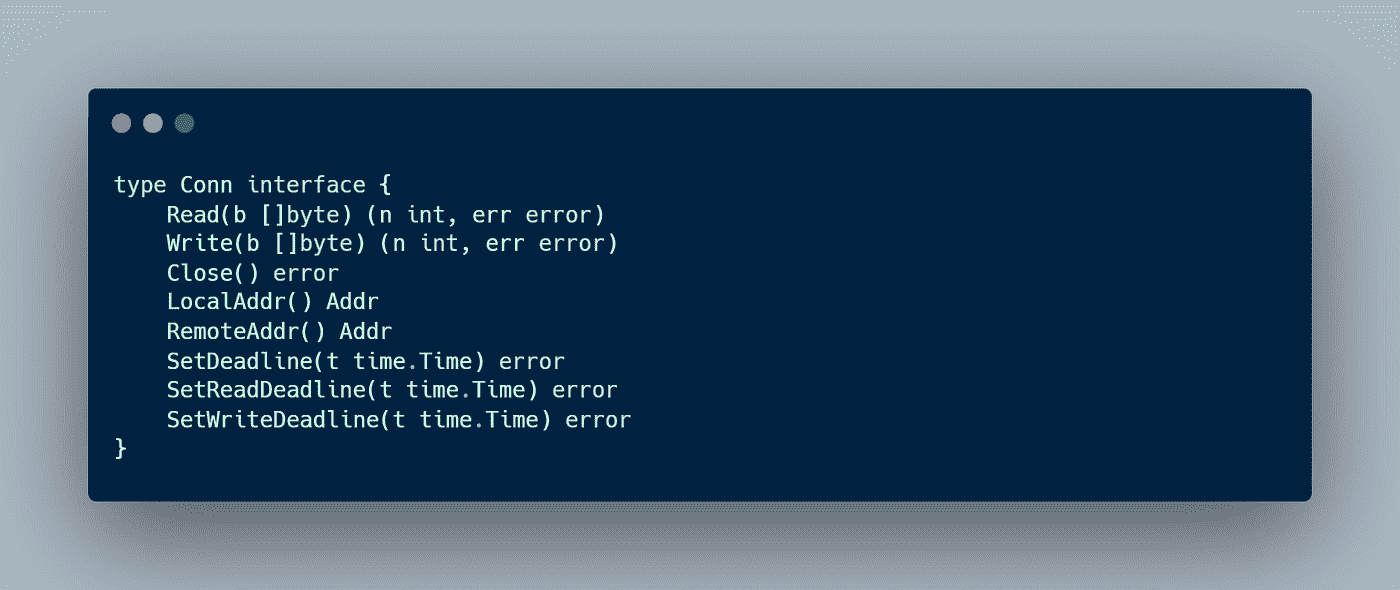 type Conn interface {
    Read(b []byte) (n int, err error)
    Write(b []byte) (n int, err error)
    Close() error
    LocalAddr() Addr
    RemoteAddr() Addr
    SetDeadline(t time.Time) error
    SetReadDeadline(t time.Time) error
    SetWriteDeadline(t time.Time) error
}